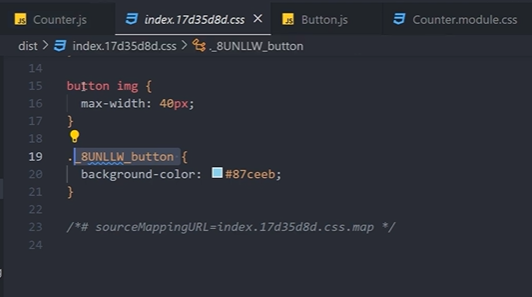 JS Counter.js index.17d35d8d.css × JS Button.js Counter.module.css
dist > index.17d35d8d.css > ._8UNLLW_button
14
15 button img {
16 max-width: 40px;
17 }
18
19 ._8UNLLW_button {
20 background-color: #87ceeb;
21 }
22
23 /*# sourceMappingURL=index.17d35d8d.css.map */
24